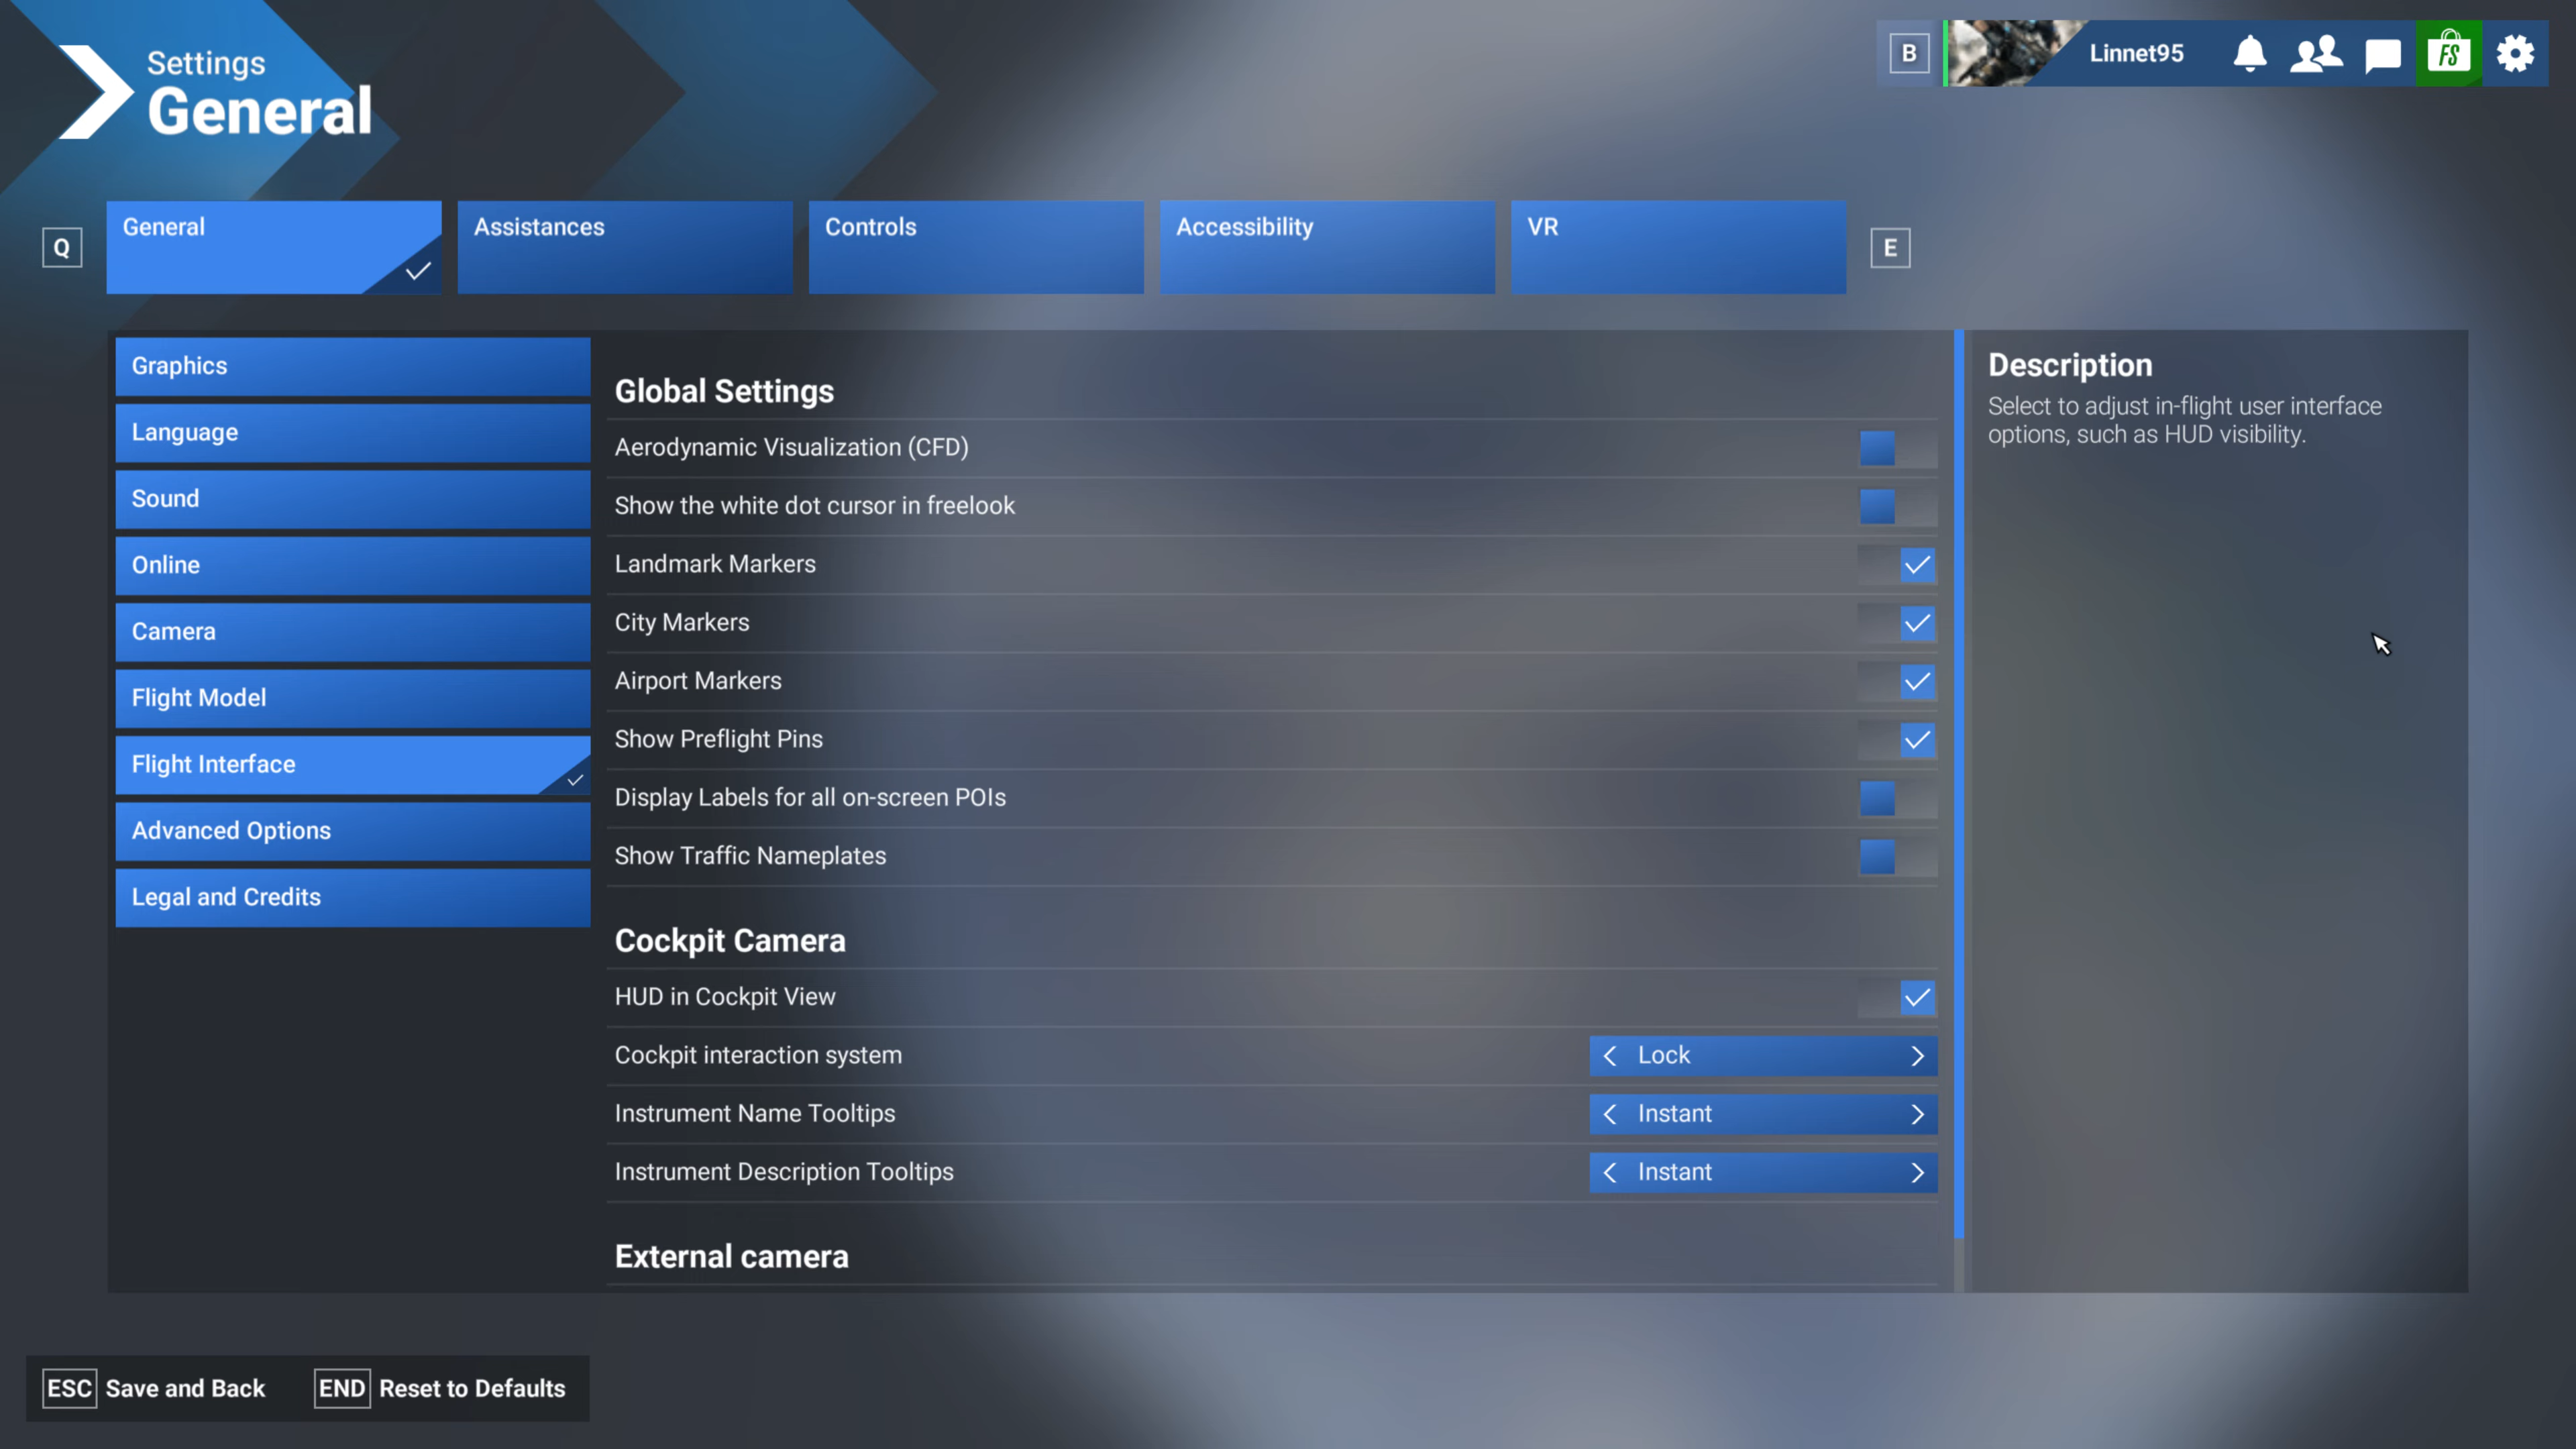 Settings
General
B
Linnet95
FS
Q
General
Assistances
Controls
Accessibility
VR
E
Graphics
Language
Sound
Online
Camera
Flight Model
Flight Interface
Advanced Options
Legal and Credits
Global Settings
Aerodynamic Visualization (CFD)
Show the white dot cursor in freelook
Landmark Markers
City Markers
Airport Markers
Show Preflight Pins
Display Labels for all on-screen POIs
Show Traffic Nameplates
Cockpit Camera
HUD in Cockpit View
Cockpit interaction system Lock
Instrument Name Tooltips Instant
Instrument Description Tooltips Instant
External camera
Description
Select to adjust in-flight user interface
options, such as HUD visibility.
ESC Save and Back END Reset to Defaults